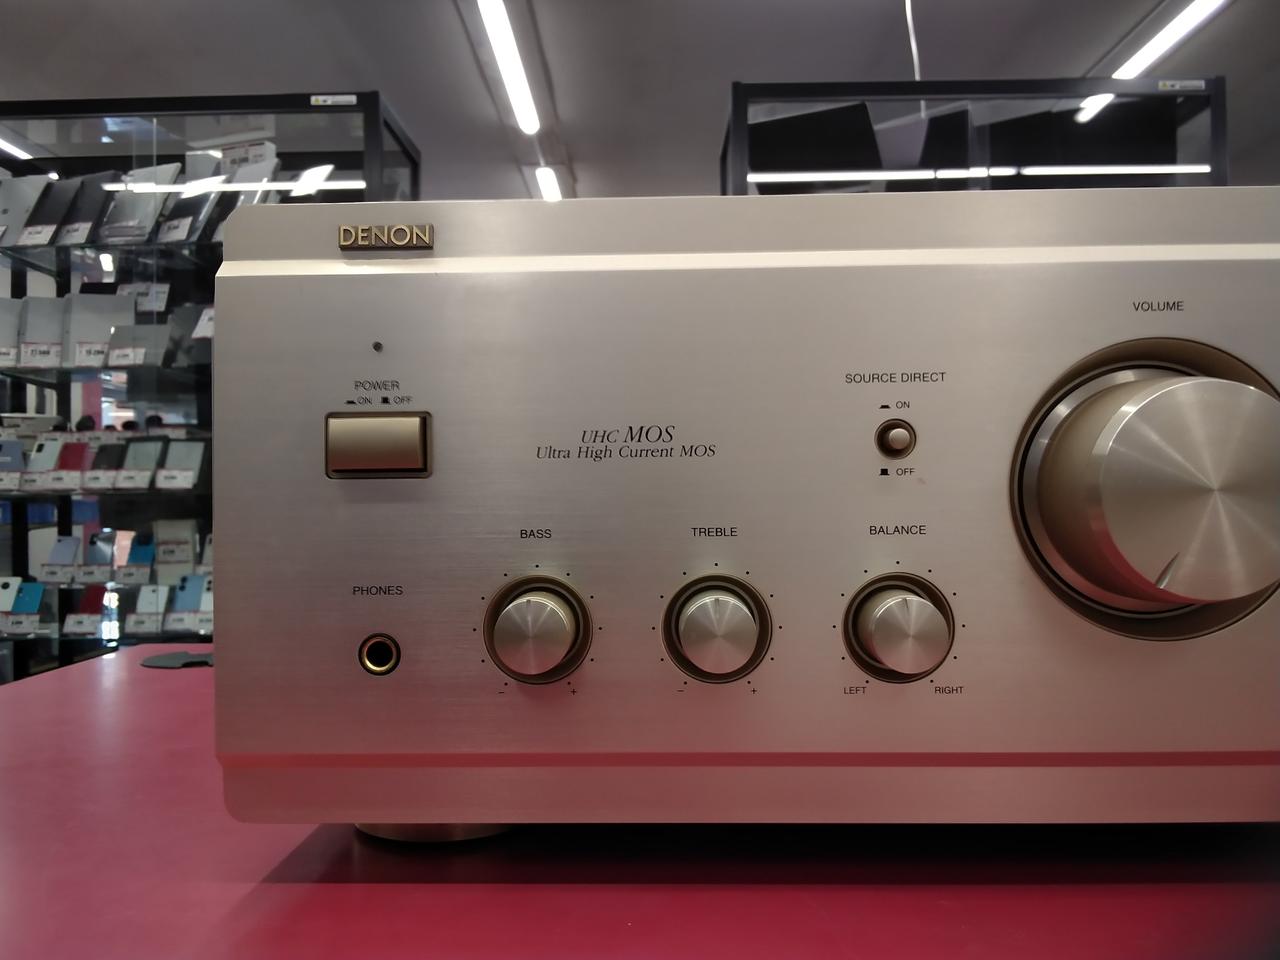 DENON
VOLUME
POWER
ON OFF
SOURCE DIRECT
ON
OFF
UHC MOS
Ultra High Current MOS
BASS
TREBLE
BALANCE
PHONES
− +
− +
LEFT RIGHT